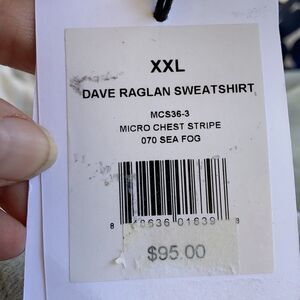 XXL
DAVE RAGLAN SWEATSHIRT
MCS36-3
MICRO CHEST STRIPE
070 SEA FOG
$95.00